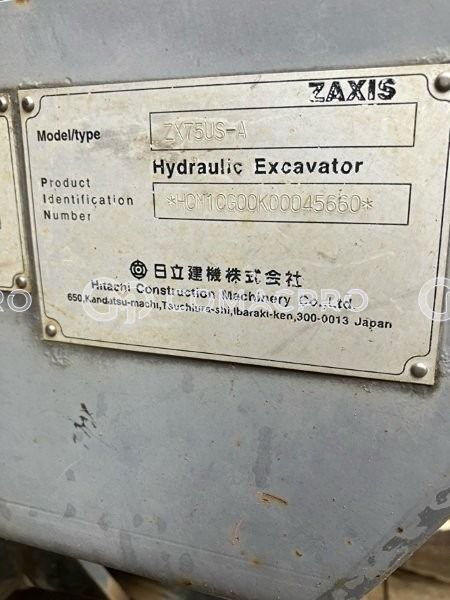 ZAXIS
Model/type ZX75US-A
Hydraulic Excavator
Product
Identification
Number *HCM1CG00K00045660*
日立建機株式会社
Hitachi Construction Machinery Co.,Ltd.
650,Kandatsu-machi,Tsuchiura-shi,Ibaraki-ken,300-0013 Japan